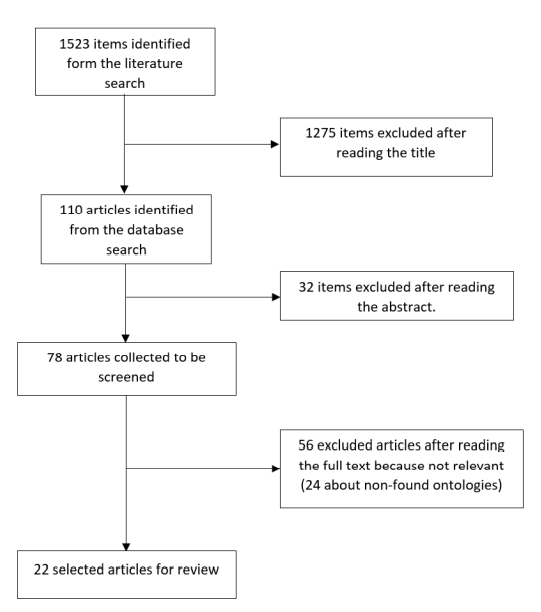 1523 items identified
form the literature
search
1275 items excluded after
reading the title
110 articles identified
from the database
search
32 items excluded after reading
the abstract.
78 articles collected to be
screened
56 excluded articles after reading
the full text because not relevant
(24 about non-found ontologies)
22 selected articles for review